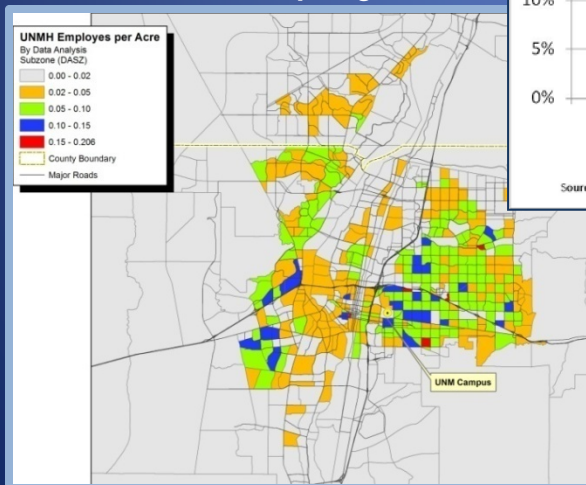 UNMH Employes per Acre
By Data Analysis
Subzone (DASZ)
0.00 - 0.02
0.02 - 0.05
0.05 - 0.10
0.10 - 0.15
0.15 - 0.206
County Boundary
Major Roads
10%
5%
0%
UNM Campus